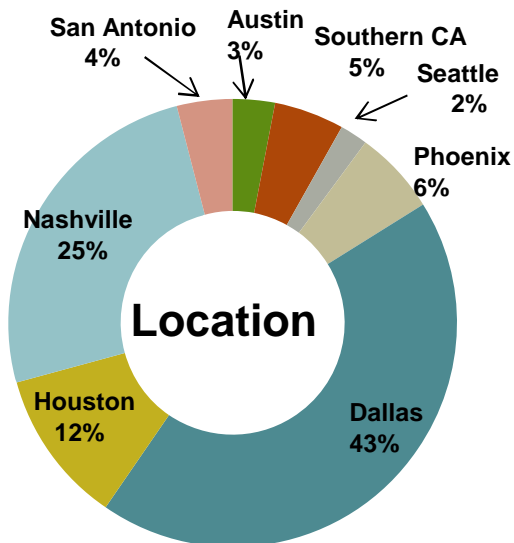 San Antonio
4%
Austin
3%
Southern CA
5%
Seattle
2%
Phoenix
6%
Nashville
25%
Location
Houston
12%
Dallas
43%